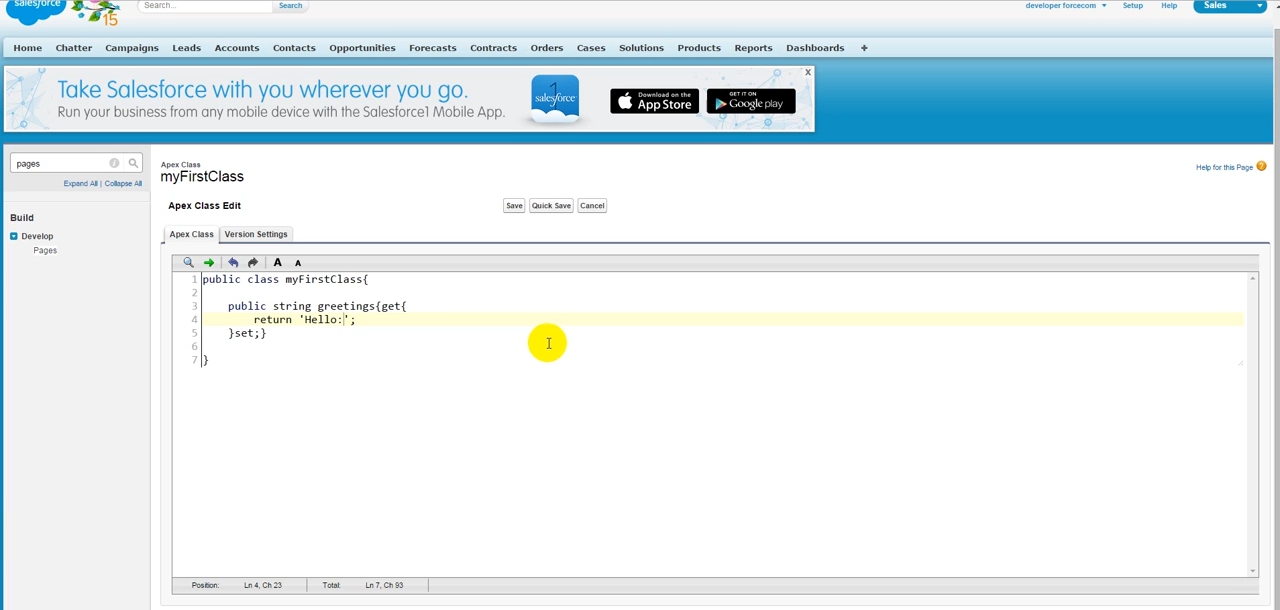 salesforce
15
Search...
Search
developer forcecom
Setup
Help
Sales
Home Chatter Campaigns Leads Accounts Contacts Opportunities Forecasts Contracts Orders Cases Solutions Products Reports Dashboards +
Take Salesforce with you wherever you go.
Run your business from any mobile device with the Salesforce1 Mobile App.
1
salesforce
Download on the
App Store
GET IT ON
Google play
X
pages
Expand All | Collapse All
Build
Develop
Pages
Apex Class
myFirstClass
Help for this Page
Apex Class Edit
Save
Quick Save
Cancel
Apex Class
Version Settings
A A
1 public class myFirstClass{
2
3 public string greetings{get{
4 return 'Hello:';
5 }set;}
6
7 }
Position: Ln 4, Ch 23 Total: Ln 7, Ch 93